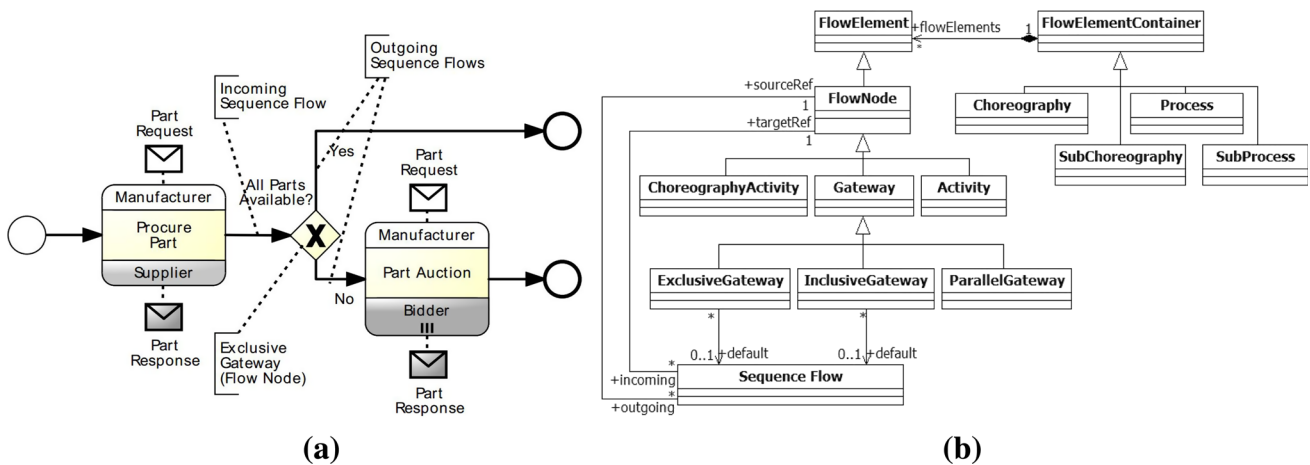 Outgoing
Sequence Flows
Incoming
Sequence Flow
Part
Request
Yes
Part
Request
All Parts
Available?
Manufacturer
Procure
Part
Supplier
X
Manufacturer
Part Auction
Bidder
No
Part
Response
Exclusive
Gateway
(Flow Node)
Part
Response
(a)
FlowElement
+flowElements
*
1
FlowElementContainer
+sourceRef
1
FlowNode
+targetRef
1
Choreography
Process
SubChoreography
SubProcess
ChoreographyActivity
Gateway
Activity
ExclusiveGateway
InclusiveGateway
ParallelGateway
*
*
0..1
+default
0..1
+default
*
+incoming
*
+outgoing
Sequence Flow
(b)